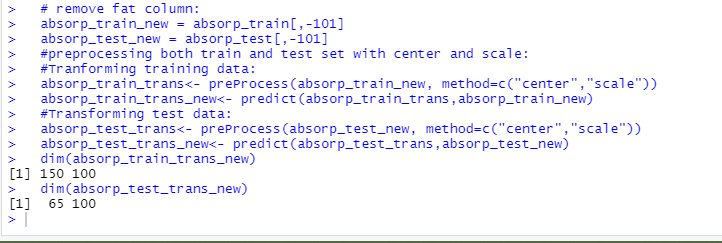 >   # remove fat column:
>   absorp_train_new = absorp_train[,-101]
>   absorp_test_new = absorp_test[,-101]
>   #preprocessing both train and test set with center and scale:
>   #Tranforming training data:
>   absorp_train_trans<- preProcess(absorp_train_new, method=c("center","scale"))
>   absorp_train_trans_new<- predict(absorp_train_trans,absorp_train_new)
>   #Transforming test data:
>   absorp_test_trans<- preProcess(absorp_test_new, method=c("center","scale"))
>   absorp_test_trans_new<- predict(absorp_test_trans,absorp_test_new)
>   dim(absorp_train_trans_new)
[1] 150 100
>   dim(absorp_test_trans_new)
[1]  65 100
>